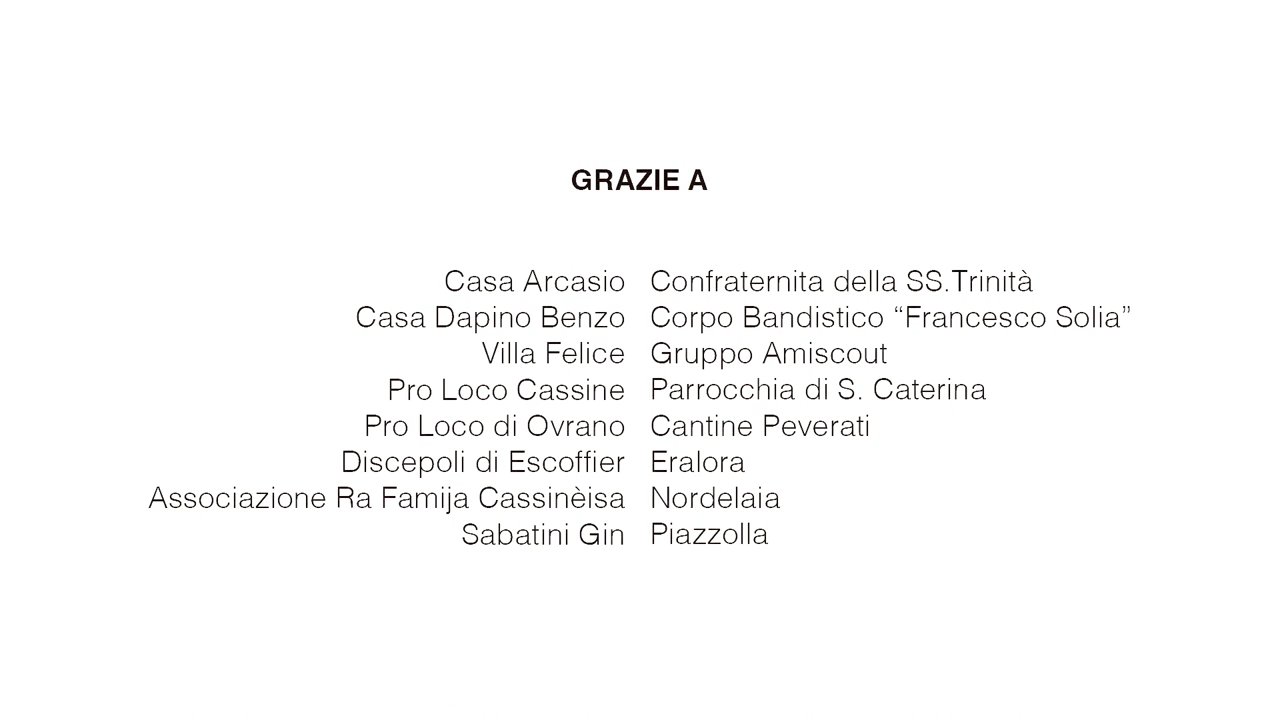 GRAZIE A
Casa Arcasio Confraternita della SS.Trinità
Casa Dapino Benzo Corpo Bandistico “Francesco Solia”
Villa Felice Gruppo Amiscout
Pro Loco Cassine Parrocchia di S. Caterina
Pro Loco di Ovrano Cantine Peverati
Discepoli di Escoffier Eralora
Associazione Ra Famija Cassinèisa Nordelaia
Sabatini Gin Piazzolla